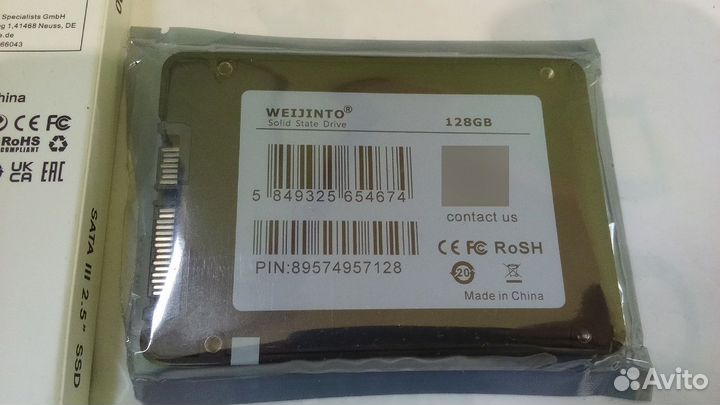 Specialists GmbH
1,41468 Neuss, DE
66043
China
CE FC
RoHS
COMPLIANT
UK
CA EAC
SATA III 2.5" SSD
WEIJINTO®
Solid State Drive
128GB
5 849325 654674
contact us
PIN:89574957128
CE FC RoSH
20
Made in China
Avito